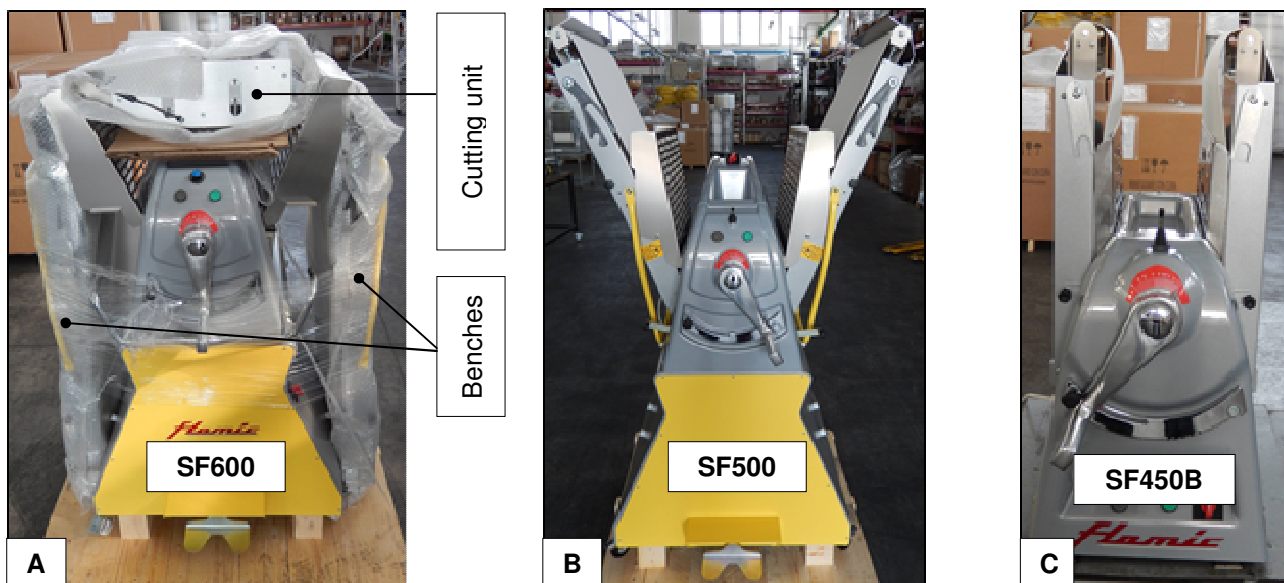 Cutting unit
Benches
flamic
SF600
A
SF500
B
SF450B
flamic
C